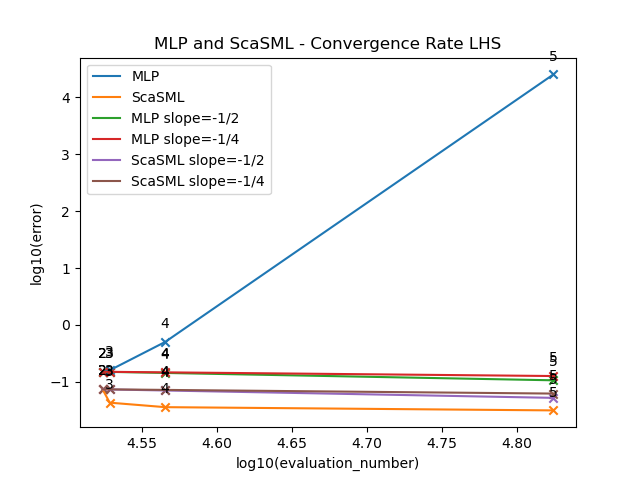 MLP and ScaSML - Convergence Rate LHS
MLP
ScaSML
MLP slope=-1/2
MLP slope=-1/4
ScaSML slope=-1/2
ScaSML slope=-1/4
log10(error)
4
3
2
1
0
−1
5
4
4
4
4
3
5
5
5
5
4.55
4.60
4.65
4.70
4.75
4.80
log10(evaluation_number)